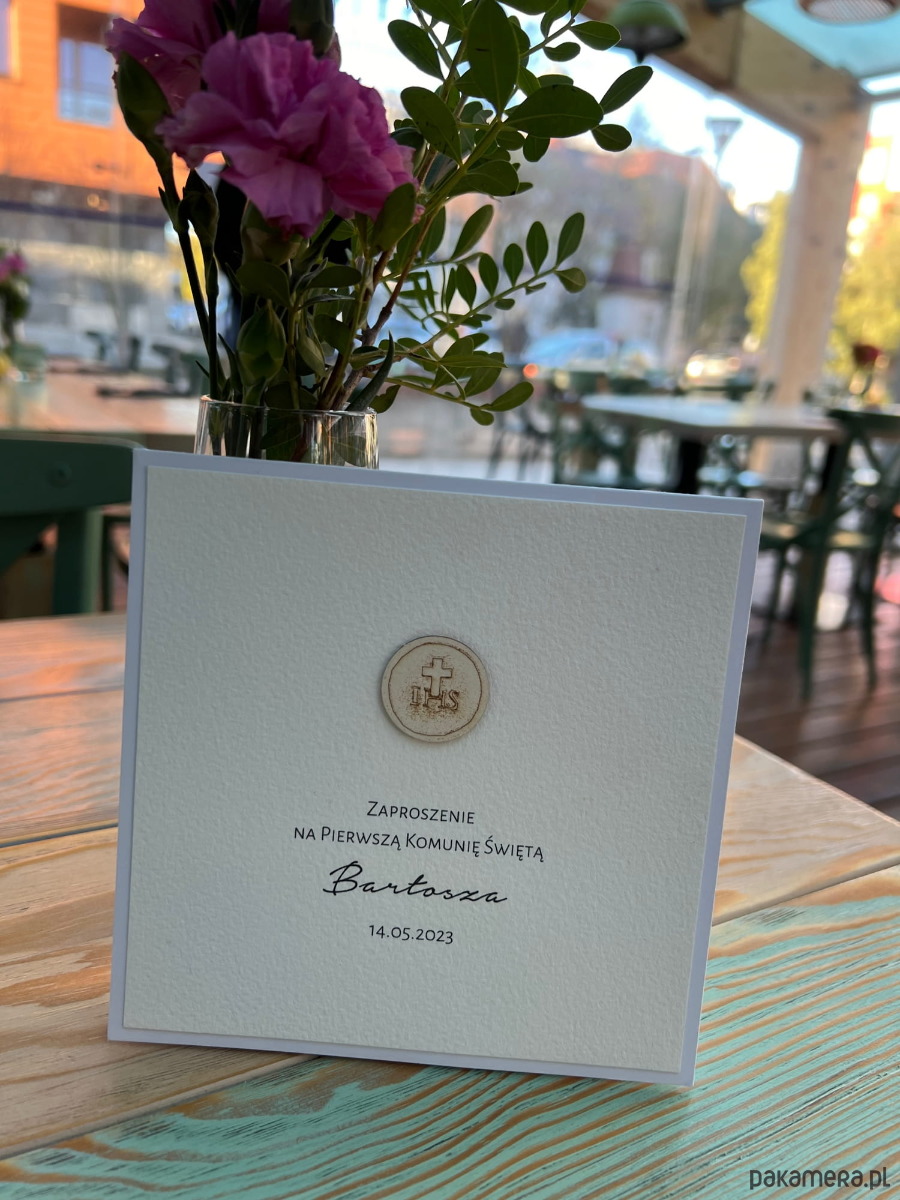 IHS
Zaproszenie
na Pierwszą Komunię Świętą
Bartosza
14.05.2023
pakamera.pl